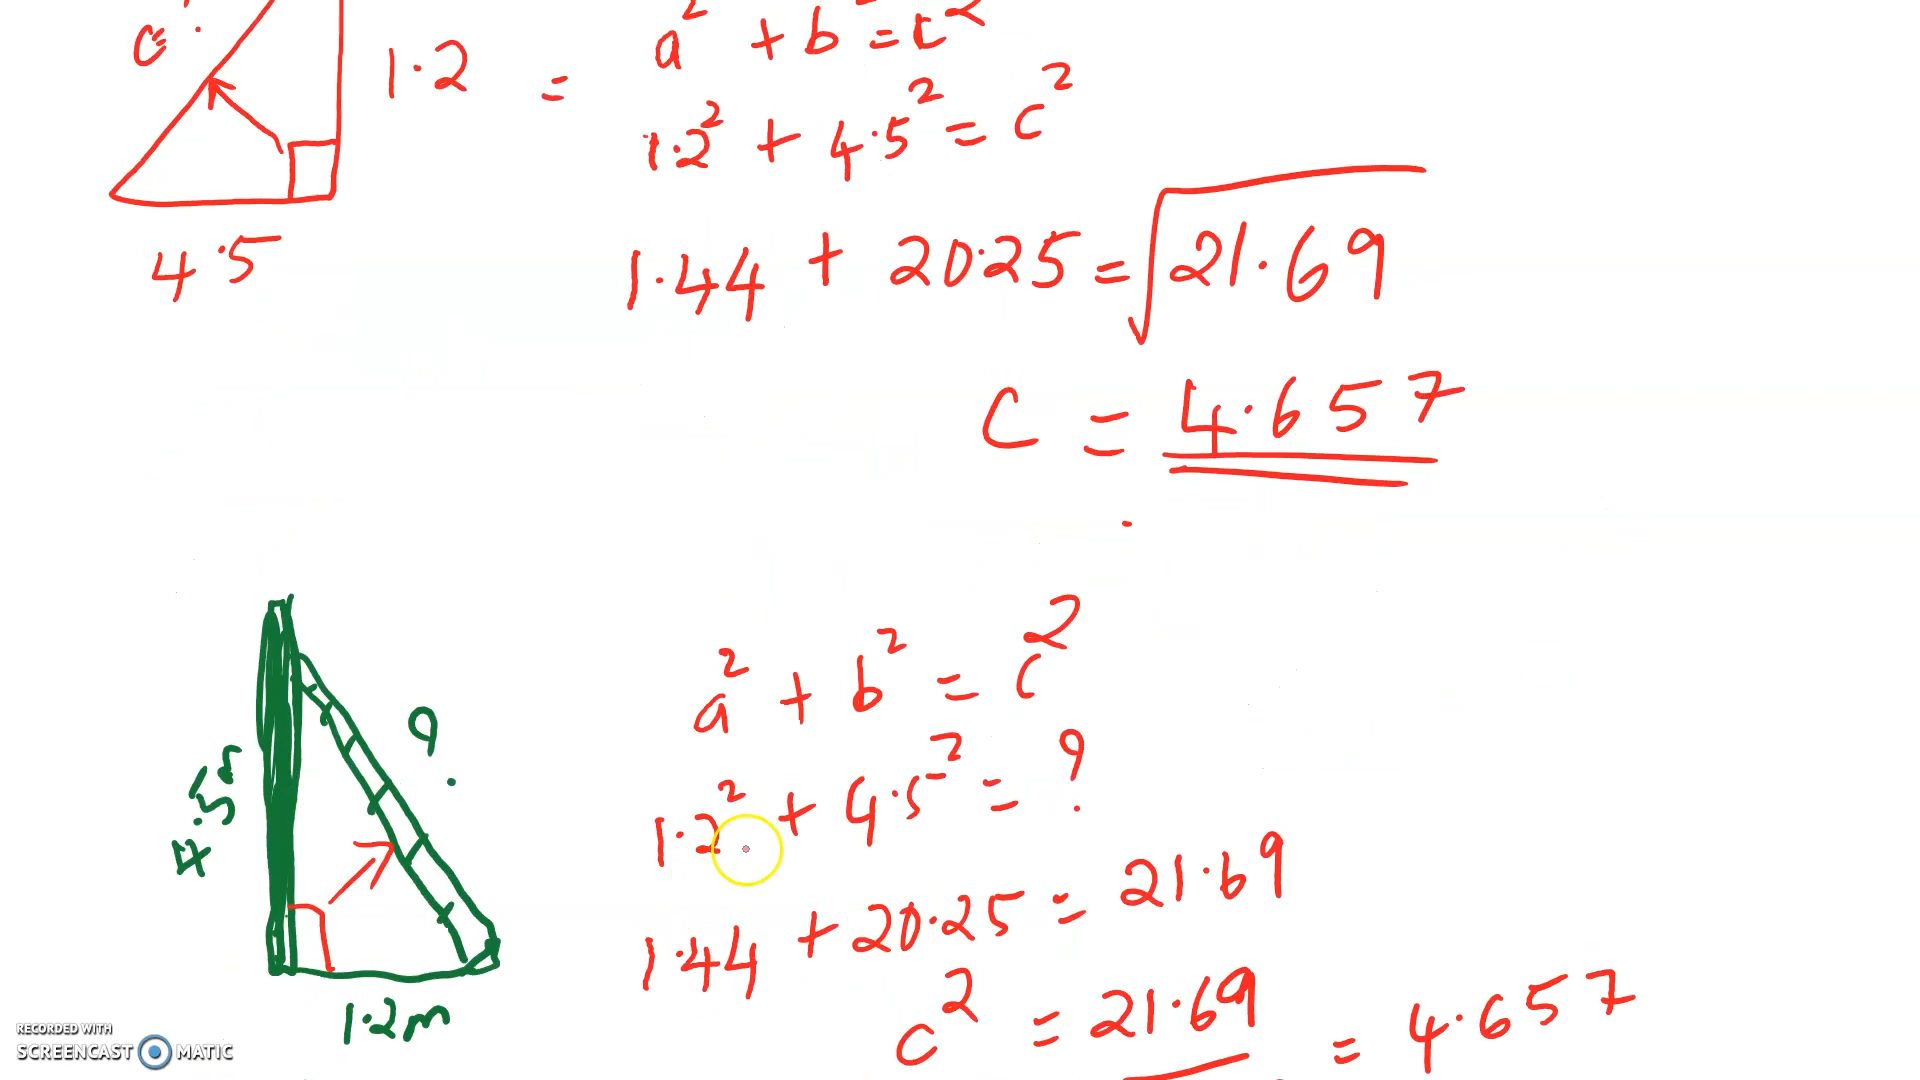 a² + b² = c²
c ?
1.2 =
1.2² + 4.5² = c²
4.5
1.44 + 20.25 = √21.69
C = 4.657
a² + b² = c²
?
4.5
1.2² + 4.5² = ?
1.44 + 20.25 = 21.69
1.2m
c² = 21.69 = 4.657
RECORDED WITH
SCREENCAST MATIC